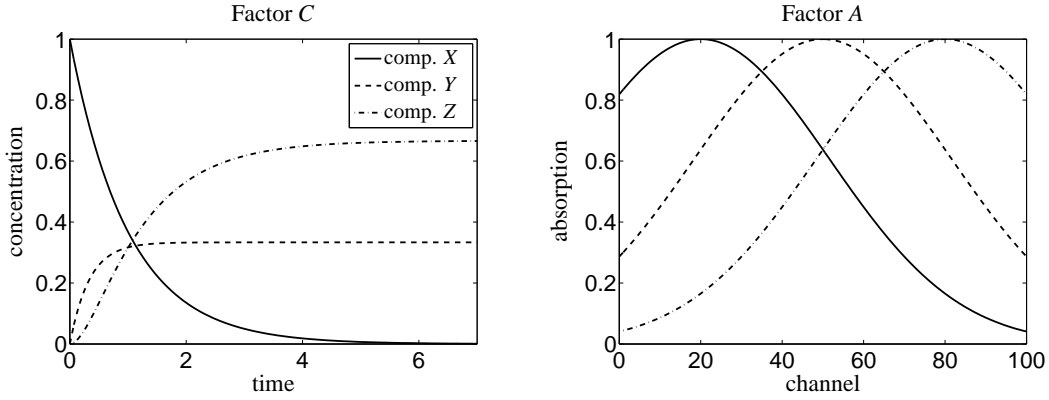 Factor C
comp. X
comp. Y
comp. Z
concentration
1
0.8
0.6
0.4
0.2
0
0 2 4 6
time
Factor A
absorption
1
0.8
0.6
0.4
0.2
0
0 20 40 60 80 100
channel